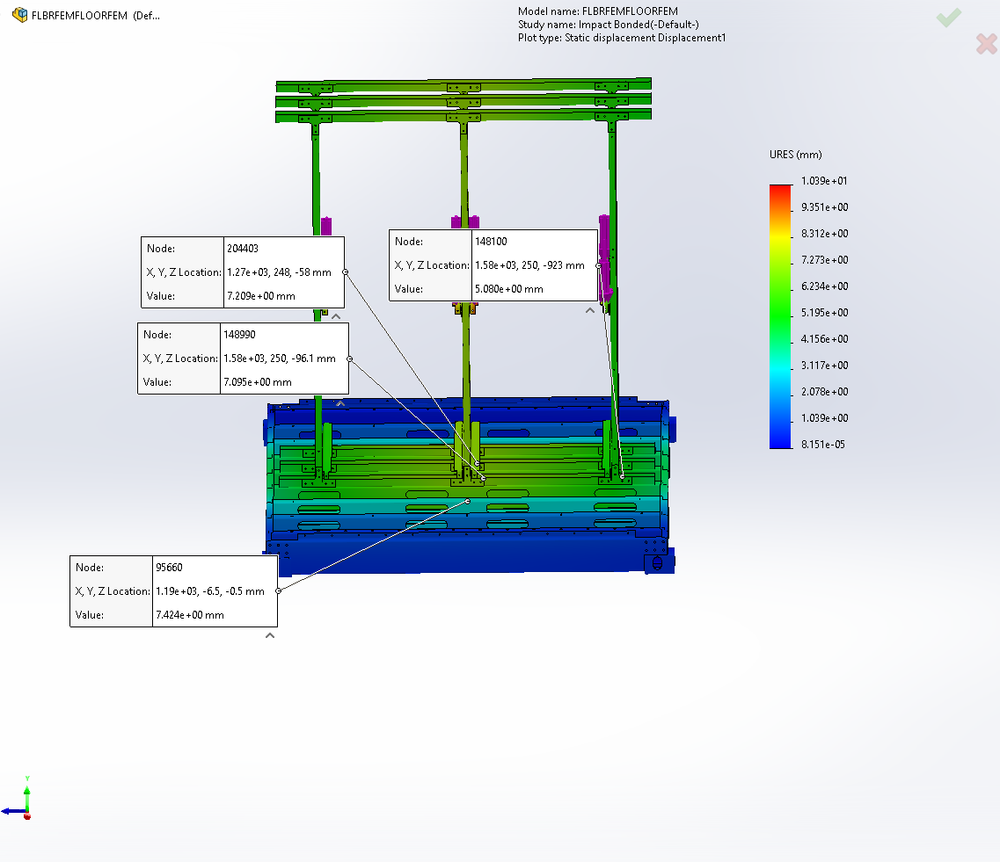 FLBRFEMFLOORFEM (Def...
Model name: FLBRFEMFLOORFEM
Study name: Impact Bonded(-Default-)
Plot type: Static displacement Displacement1
URES (mm)
1.039e+01
9.351e+00
8.312e+00
7.273e+00
6.234e+00
5.195e+00
4.156e+00
3.117e+00
2.078e+00
1.039e+00
8.151e-05
Node: 204403
X, Y, Z Location: 1.27e+03, 248, -58 mm
Value: 7.209e+00 mm
Node: 148100
X, Y, Z Location: 1.58e+03, 250, -923 mm
Value: 5.080e+00 mm
Node: 148990
X, Y, Z Location: 1.58e+03, 250, -96.1 mm
Value: 7.095e+00 mm
Node: 95660
X, Y, Z Location: 1.19e+03, -6.5, -0.5 mm
Value: 7.424e+00 mm
Y